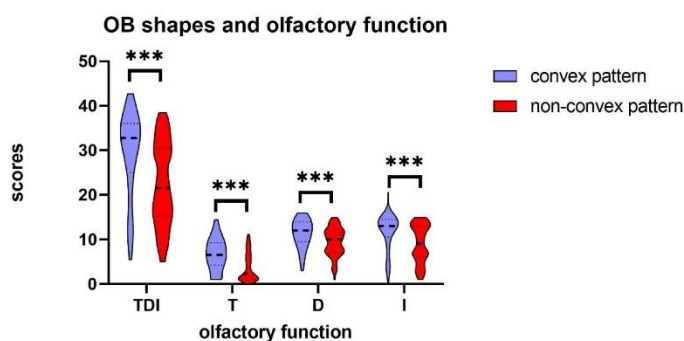 OB shapes and olfactory function
50
40
30
20
10
0
scores
***
***
***
***
TDI T D I
olfactory function
convex pattern
non-convex pattern